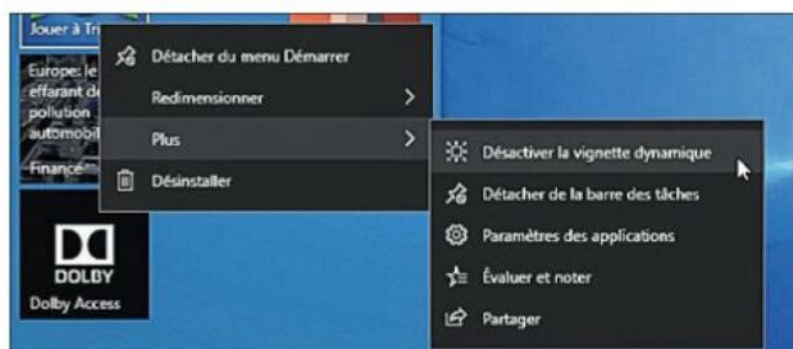 Jouer à Tri
Europe: le
effarant de
pollution
automobil
Finance
DOLBY
Dolby Access
Détacher du menu Démarrer
Redimensionner
Plus
Désinstaller
Désactiver la vignette dynamique
Détacher de la barre des tâches
Paramètres des applications
Évaluer et noter
Partager